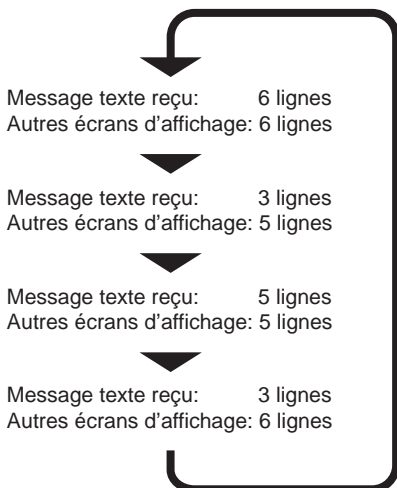 Message texte reçu: 6 lignes
Autres écrans d'affichage: 6 lignes
Message texte reçu: 3 lignes
Autres écrans d'affichage: 5 lignes
Message texte reçu: 5 lignes
Autres écrans d'affichage: 5 lignes
Message texte reçu: 3 lignes
Autres écrans d'affichage: 6 lignes